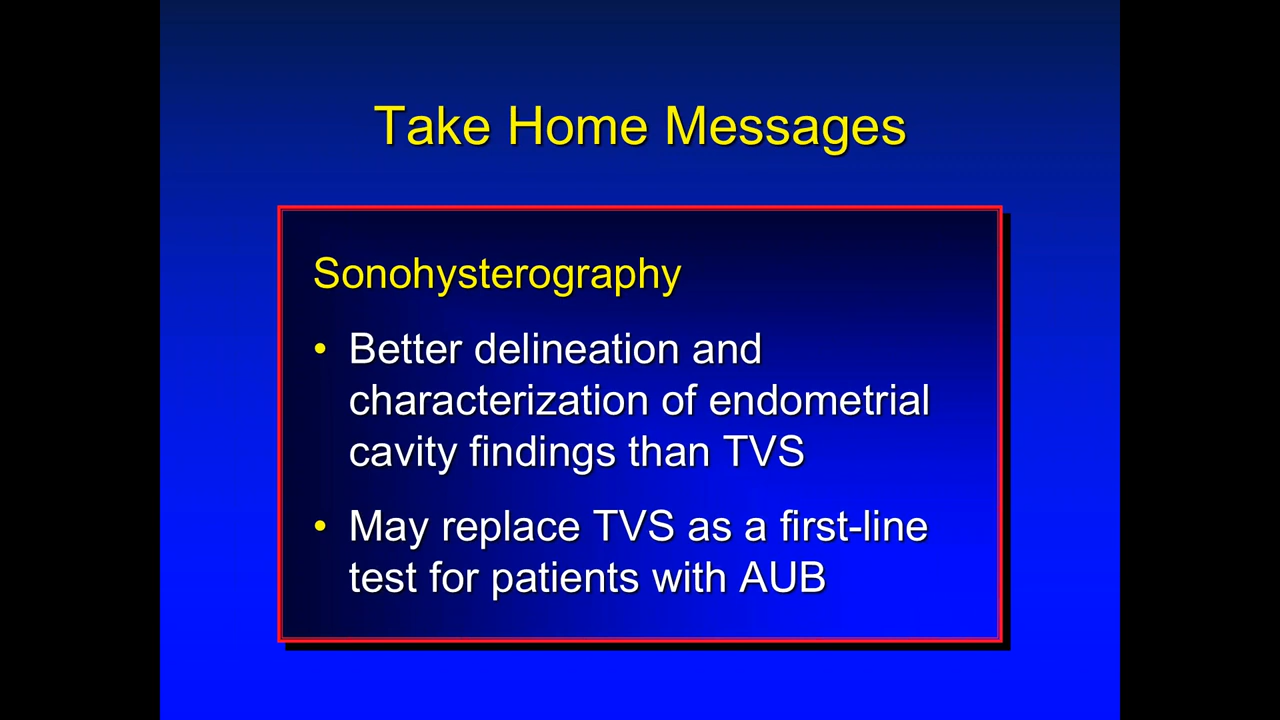 Take Home Messages
Sonohysterography
• Better delineation and
characterization of endometrial
cavity findings than TVS
• May replace TVS as a first-line
test for patients with AUB